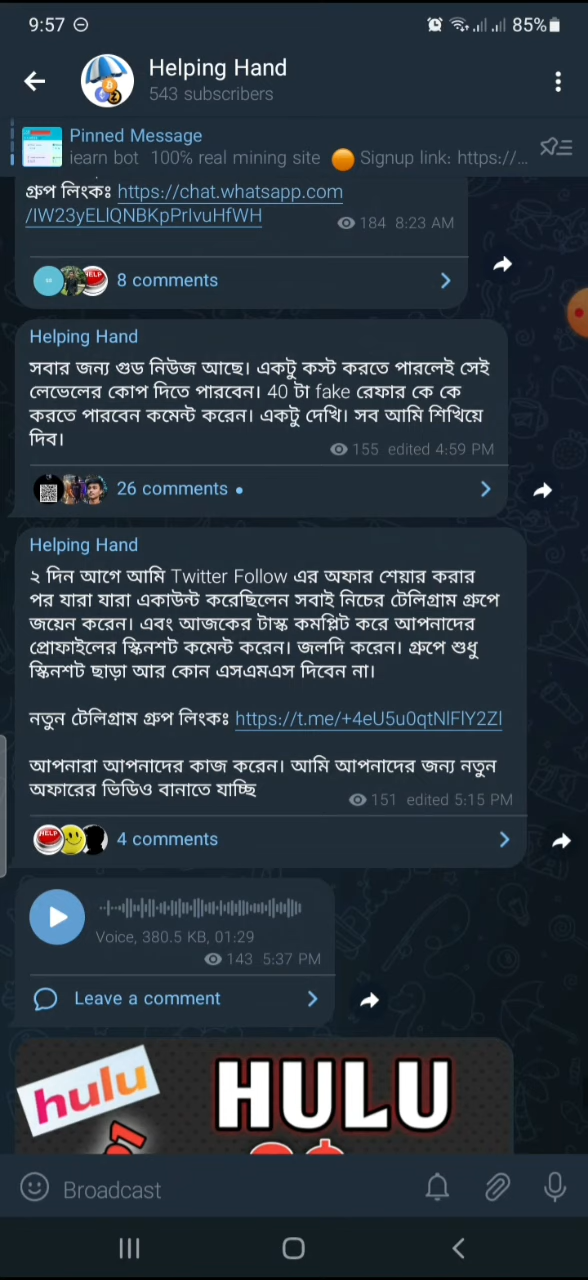 9:57
85%
Helping Hand
543 subscribers
Pinned Message
iearn bot 100% real mining site 🟠 Signup link: https://...
গ্রুপ লিংকঃ https://chat.whatsapp.com
/IW23yELlQNBKpPrIvuHfWH
184 8:23 AM
HELP
8 comments
Helping Hand
সবার জন্য গুড নিউজ আছে। একটু কস্ট করতে পারলেই সেই
লেভেলের কোপ দিতে পারবেন। 40 টা fake রেফার কে কে
করতে পারবেন কমেন্ট করেন। একটু দেখি। সব আমি শিখিয়ে
দিব।
155 edited 4:59 PM
26 comments
Helping Hand
২ দিন আগে আমি Twitter Follow এর অফার শেয়ার করার
পর যারা যারা একাউন্ট করেছিলেন সবাই নিচের টেলিগ্রাম গ্রুপে
জয়েন করেন। এবং আজকের টাস্ক কমপ্লিট করে আপনাদের
প্রোফাইলের স্কিনশট কমেন্ট করেন। জলদি করেন। গ্রুপে শুধু
স্কিনশট ছাড়া আর কোন এসএমএস দিবেন না।
নতুন টেলিগ্রাম গ্রুপ লিংকঃ https://t.me/+4eU5u0qtNlFlY2Zl
আপনারা আপনাদের কাজ করেন। আমি আপনাদের জন্য নতুন
অফারের ভিডিও বানাতে যাচ্ছি
151 edited 5:15 PM
HELP
4 comments
Voice, 380.5 KB, 01:29
143 5:37 PM
Leave a comment
hulu
HULU
Broadcast